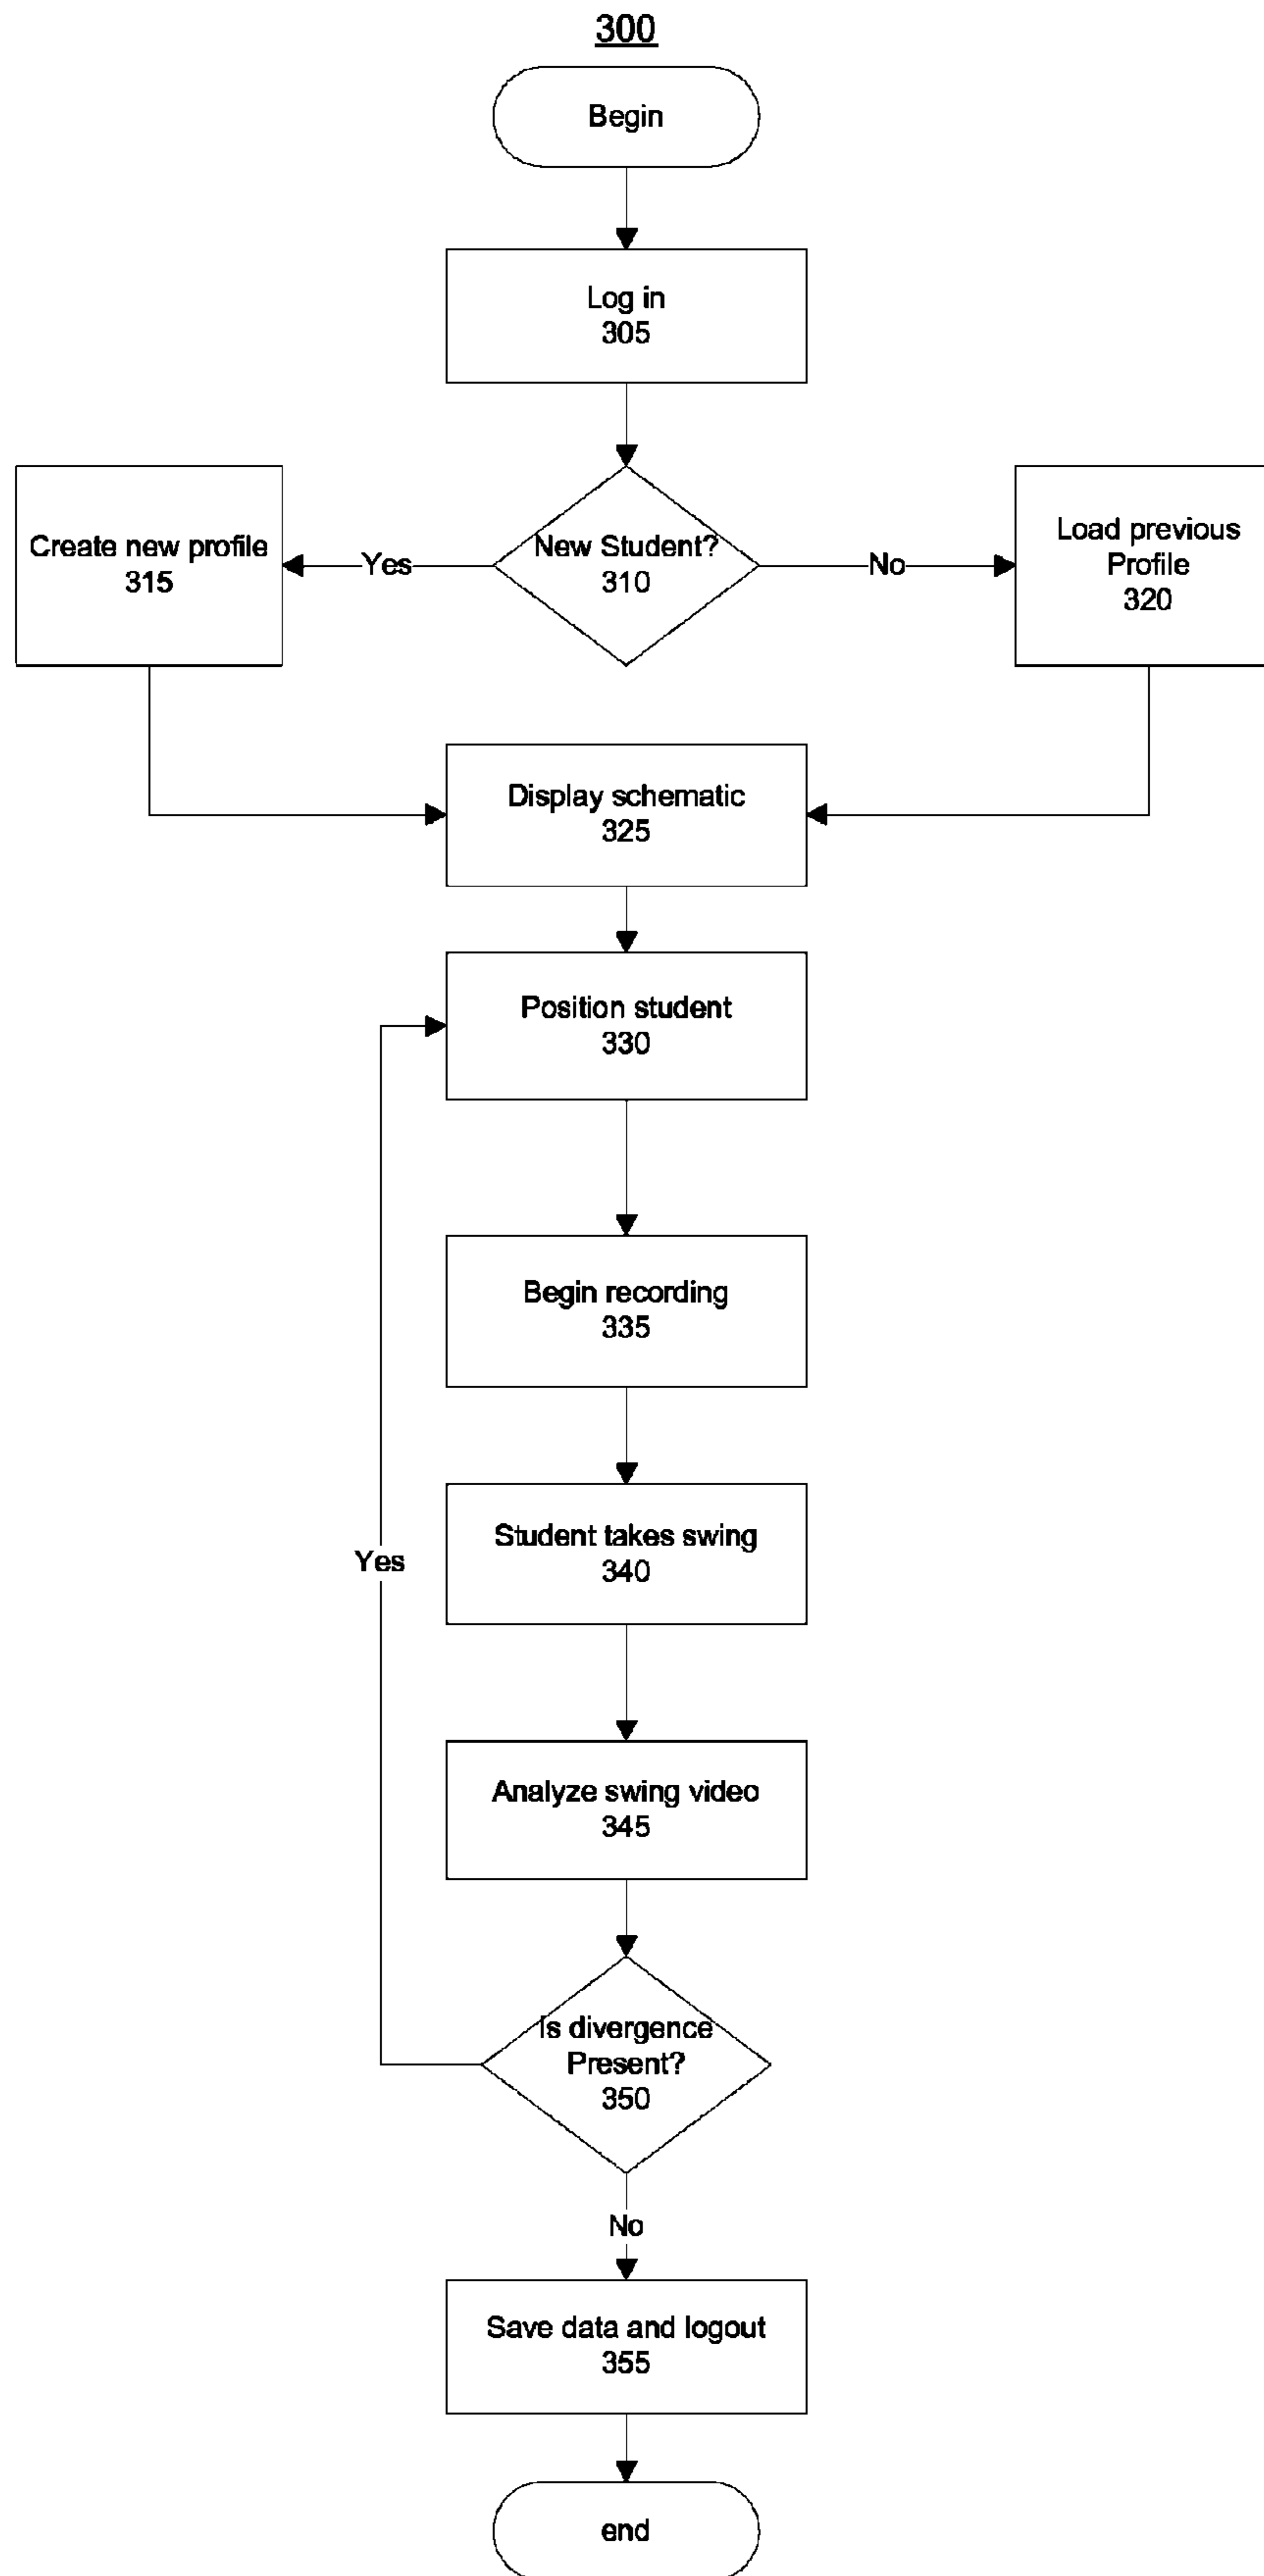 300
Begin
Log in
305
New Student?
310
Yes
No
Create new profile
315
Load previous
Profile
320
Display schematic
325
Position student
330
Begin recording
335
Student takes swing
340
Yes
Analyze swing video
345
Is divergence
Present?
350
No
Save data and logout
355
end